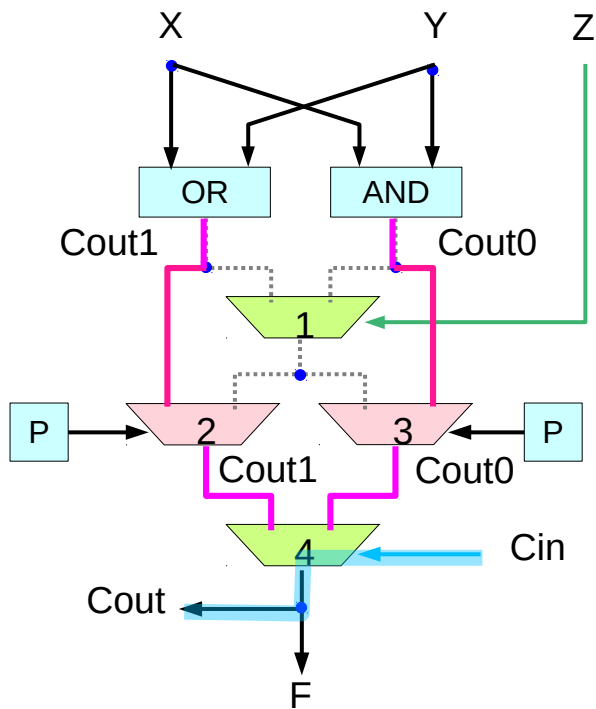 X Y Z
OR AND
Cout1 Cout0
1
P 2 3 P
Cout1 Cout0
4 Cin
Cout
F